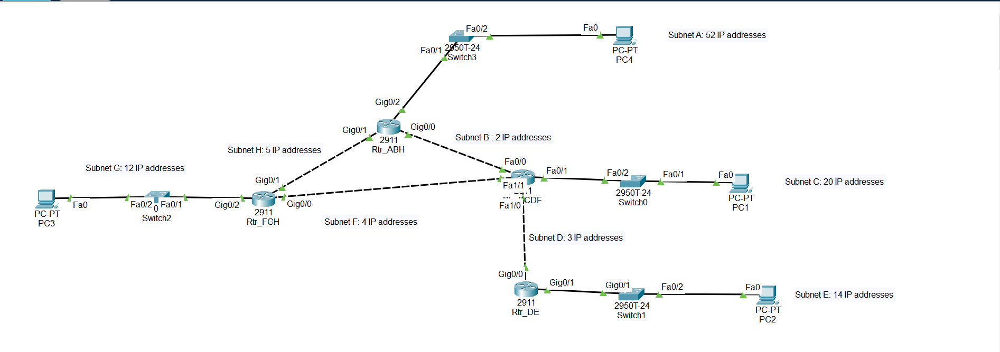 Fa0/2
Fa0
Subnet A: 52 IP addresses
Fa0/1
2950T-24
Switch3
PC-PT
PC4
Gig0/2
Gig0/1
Gig0/0
2911
Rtr_ABH
Subnet B : 2 IP addresses
Subnet H: 5 IP addresses
Subnet G: 12 IP addresses
Fa0/0
Fa0/1
Fa1/1
CDF
Fa1/0
Fa0/2
Fa0/1
Fa0
2950T-24
Switch0
PC-PT
PC1
Subnet C: 20 IP addresses
Gig0/1
Gig0/0
Gig0/2
2911
Rtr_FGH
Fa0
Fa0/2
0
Fa0/1
Switch2
PC-PT
PC3
Subnet F: 4 IP addresses
Subnet D: 3 IP addresses
Gig0/0
Gig0/1
2911
Rtr_DE
Gig0/1
Fa0/2
Fa0
2950T-24
Switch1
PC-PT
PC2
Subnet E: 14 IP addresses